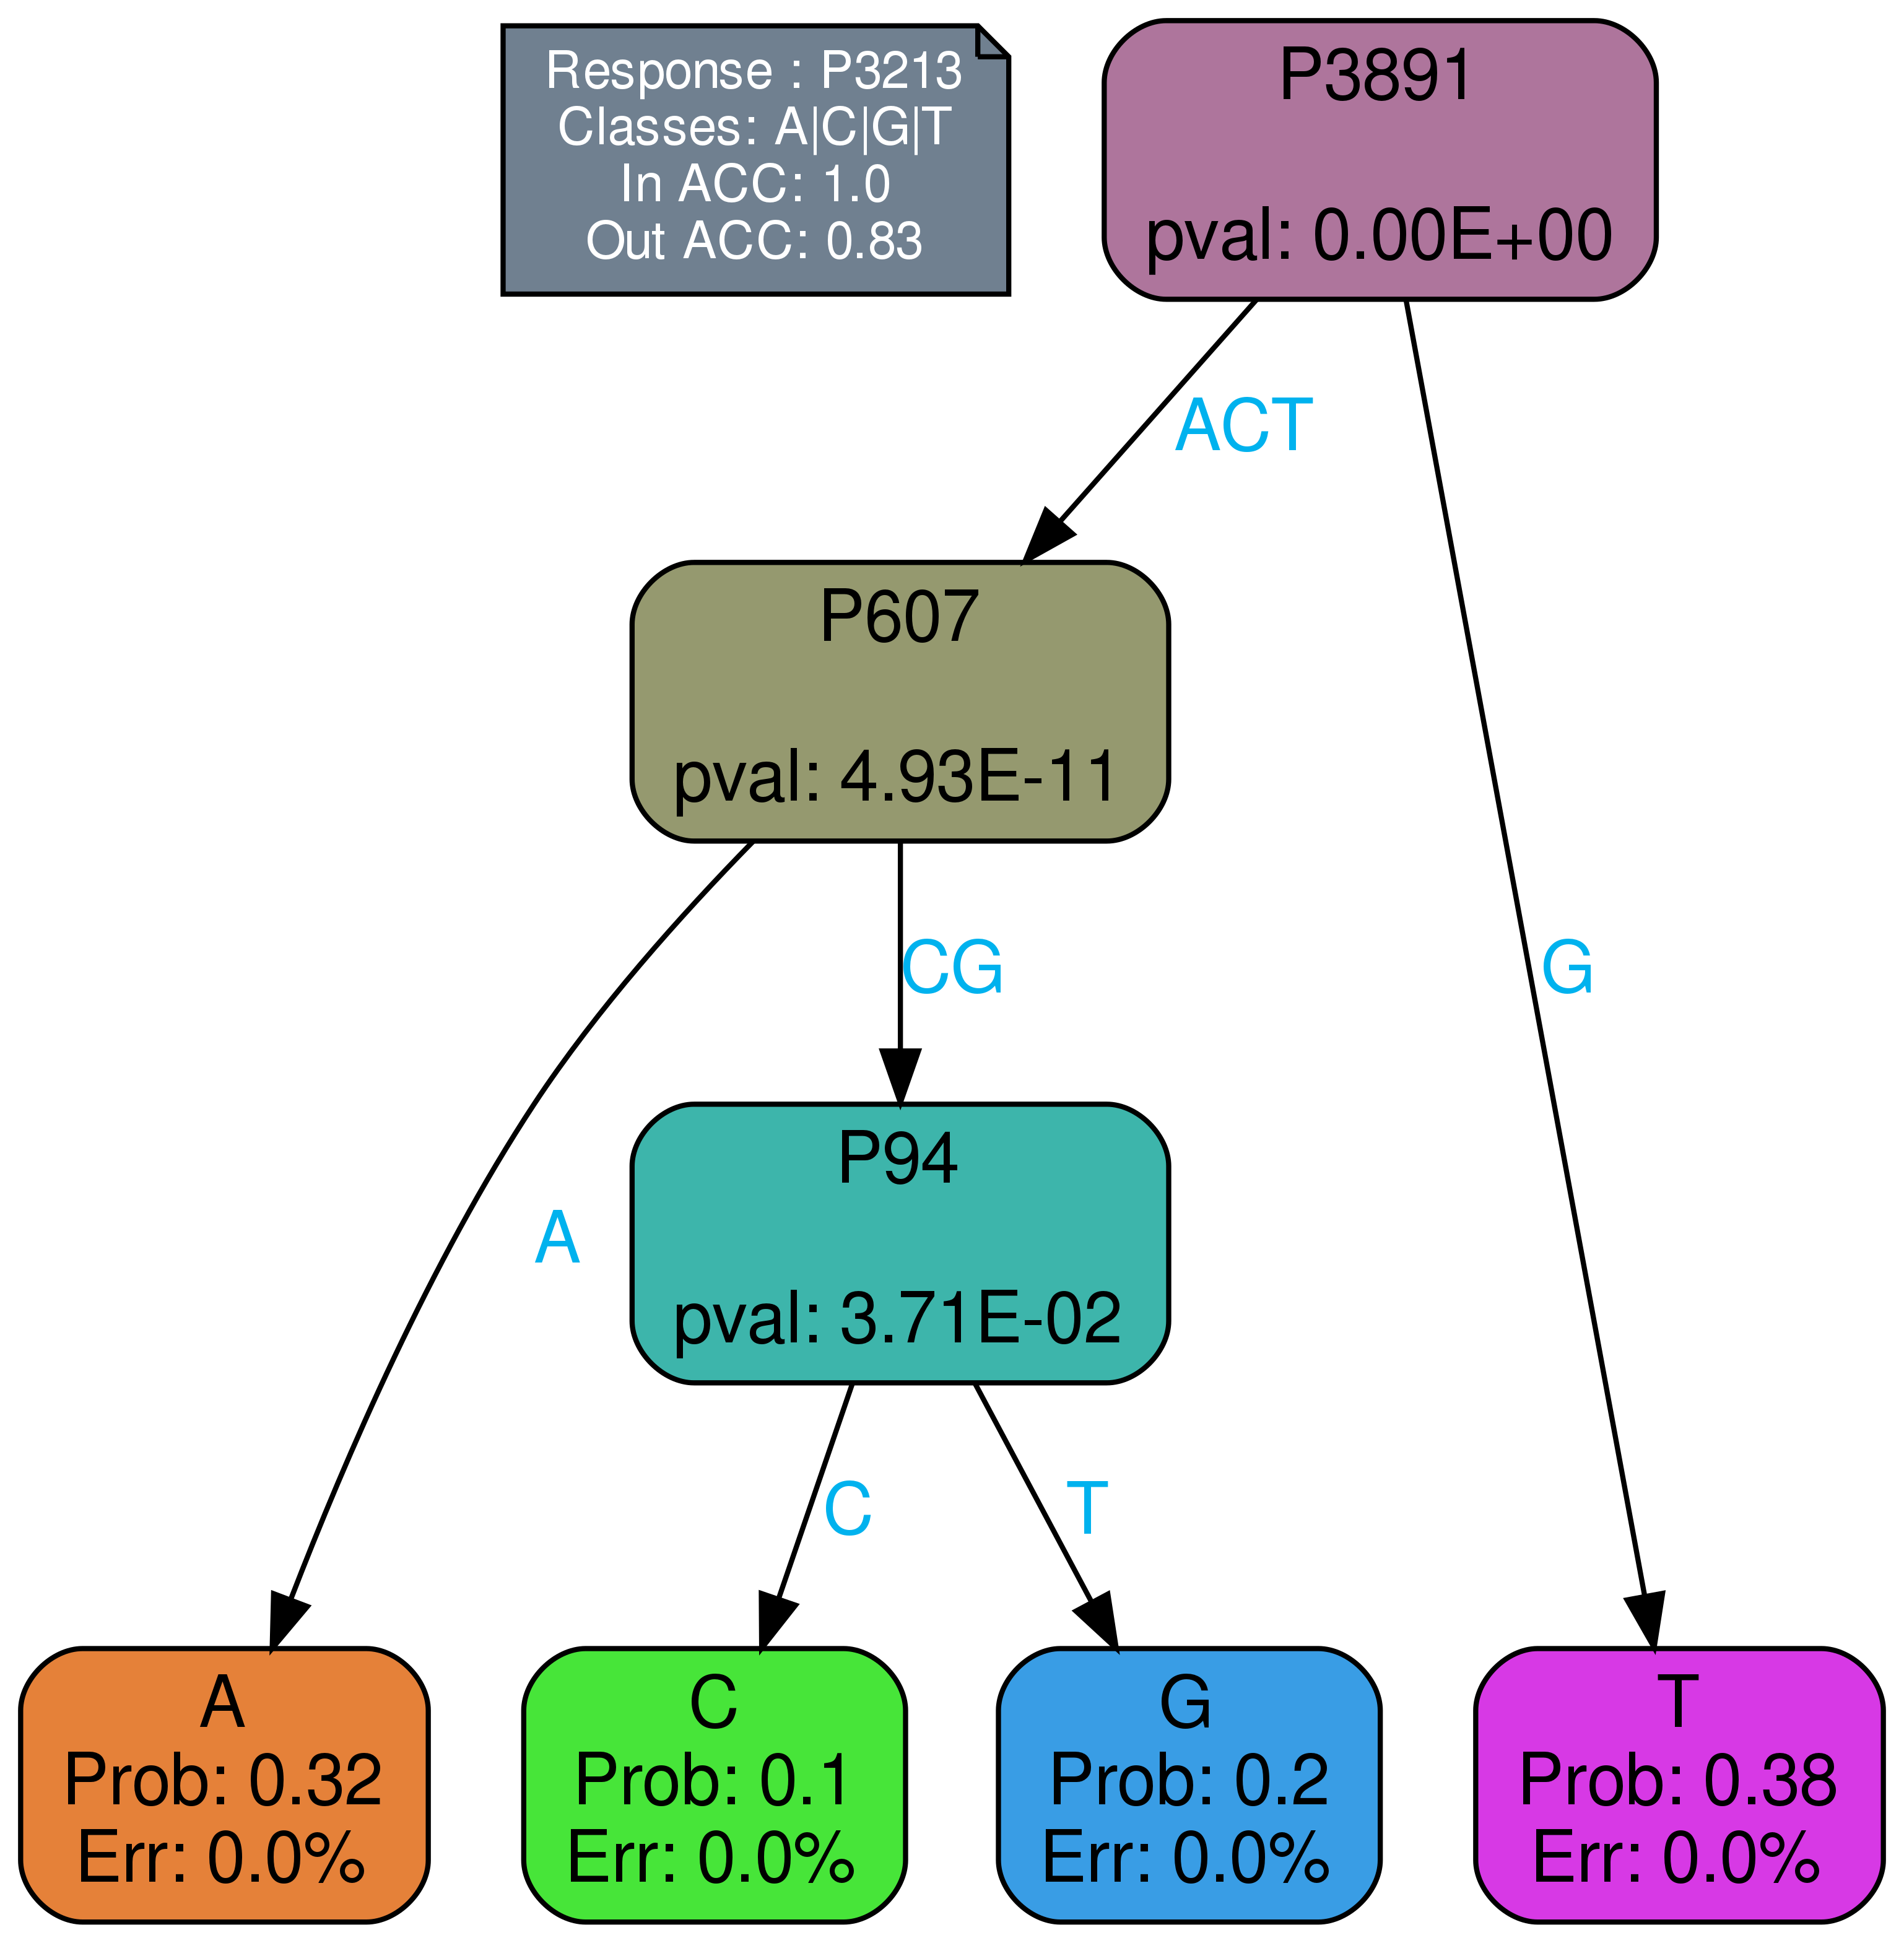 Response : P3213
Classes: A|C|G|T
In ACC: 1.0
Out ACC: 0.83
P3891
pval: 0.00E+00
ACT
P607
pval: 4.93E-11
CG
G
P94
pval: 3.71E-02
A
C
T
A
Prob: 0.32
Err: 0.0%
C
Prob: 0.1
Err: 0.0%
G
Prob: 0.2
Err: 0.0%
T
Prob: 0.38
Err: 0.0%